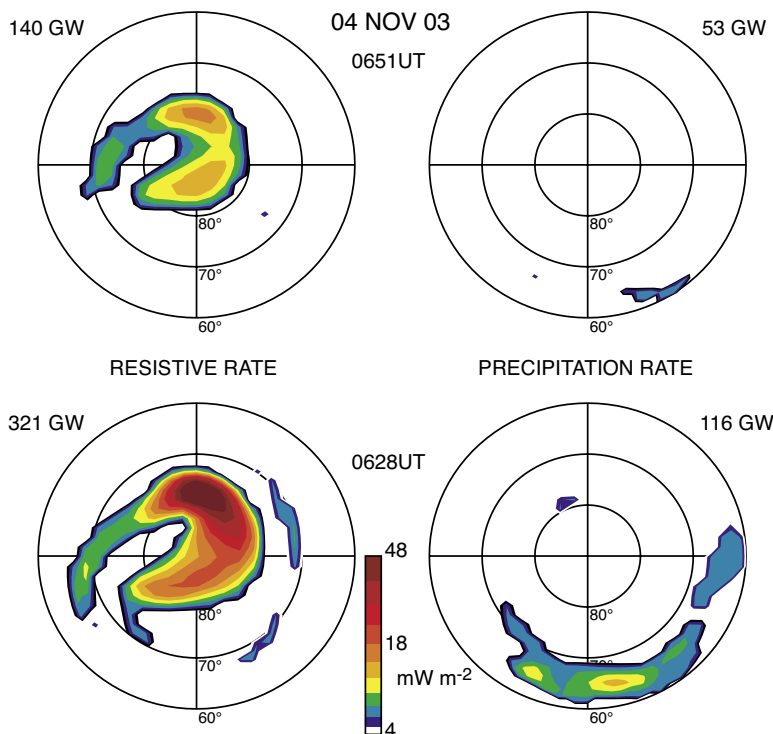 140 GW
04 NOV 03
53 GW
0651UT
80°
80°
70°
70°
60°
60°
RESISTIVE RATE
PRECIPITATION RATE
321 GW
116 GW
0628UT
48
80°
80°
18
70°
70°
mW m-2
60°
60°
4